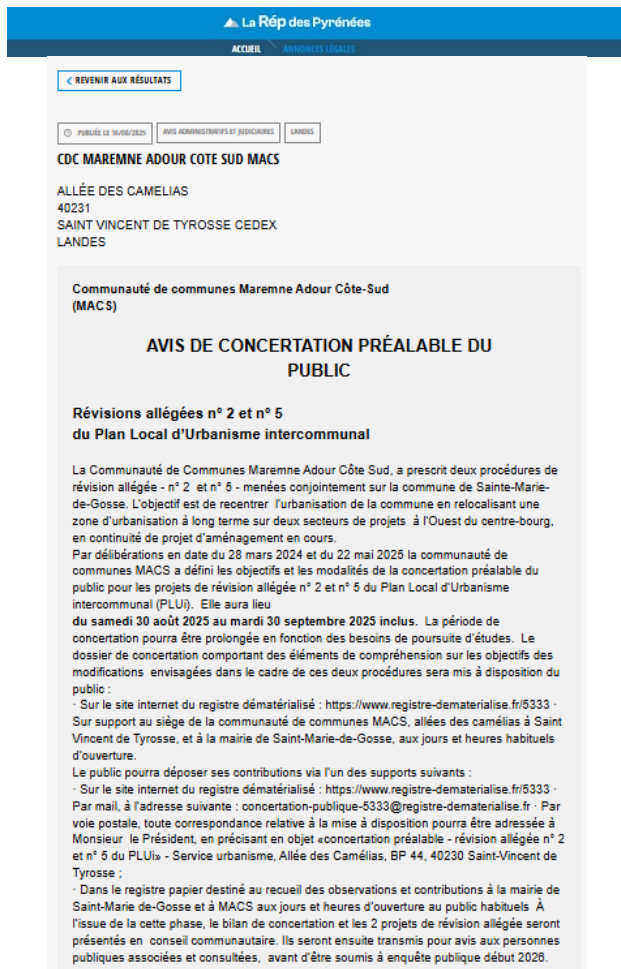 La Rép des Pyrénées
ACCUEIL
ANNONCES LÉGALES
REVENIR AUX RÉSULTATS
PUBLIÉE LE 16/08/2025
AVIS ADMINISTRATIFS ET JUDICIAIRES
LANDES
CDC MAREMNE ADOUR COTE SUD MACS
ALLÉE DES CAMELIAS
40231
SAINT VINCENT DE TYROSSE CEDEX
LANDES
Communauté de communes Maremne Adour Côte-Sud
(MACS)
AVIS DE CONCERTATION PRÉALABLE DU
PUBLIC
Révisions allégées n° 2 et n° 5
du Plan Local d'Urbanisme intercommunal
La Communauté de Communes Maremne Adour Côte Sud, a prescrit deux procédures de
révision allégée - n° 2 et n° 5 - menées conjointement sur la commune de Sainte-Marie-
de-Gosse. L'objectif est de recentrer l'urbanisation de la commune en relocalisant une
zone d'urbanisation à long terme sur deux secteurs de projets à l'Ouest du centre-bourg,
en continuité de projet d'aménagement en cours.
Par délibérations en date du 28 mars 2024 et du 22 mai 2025 la communauté de
communes MACS a défini les objectifs et les modalités de la concertation préalable du
public pour les projets de révision allégée n° 2 et n° 5 du Plan Local d'Urbanisme
intercommunal (PLUi). Elle aura lieu
du samedi 30 août 2025 au mardi 30 septembre 2025 inclus. La période de
concertation pourra être prolongée en fonction des besoins de poursuite d'études. Le
dossier de concertation comportant des éléments de compréhension sur les objectifs des
modifications envisagées dans le cadre de ces deux procédures sera mis à disposition du
public :
· Sur le site internet du registre dématérialisé : https://www.registre-dematerialise.fr/5333 ·
Sur support au siège de la communauté de communes MACS, allées des camélias à Saint
Vincent de Tyrosse, et à la mairie de Saint-Marie-de-Gosse, aux jours et heures habituels
d'ouverture.
Le public pourra déposer ses contributions via l'un des supports suivants :
· Sur le site internet du registre dématérialisé : https://www.registre-dematerialise.fr/5333 ·
Par mail, à l'adresse suivante : concertation-publique-5333@registre-dematerialise.fr · Par
voie postale, toute correspondance relative à la mise à disposition pourra être adressée à
Monsieur le Président, en précisant en objet «concertation préalable - révision allégée n° 2
et n° 5 du PLUi» - Service urbanisme, Allée des Camélias, BP 44, 40230 Saint-Vincent de
Tyrosse ;
· Dans le registre papier destiné au recueil des observations et contributions à la mairie de
Saint-Marie de-Gosse et à MACS aux jours et heures d'ouverture au public habituels À
l'issue de la cette phase, le bilan de concertation et les 2 projets de révision allégée seront
présentés en conseil communautaire. Ils seront ensuite transmis pour avis aux personnes
publiques associées et consultées, avant d'être soumis à enquête publique début 2026.